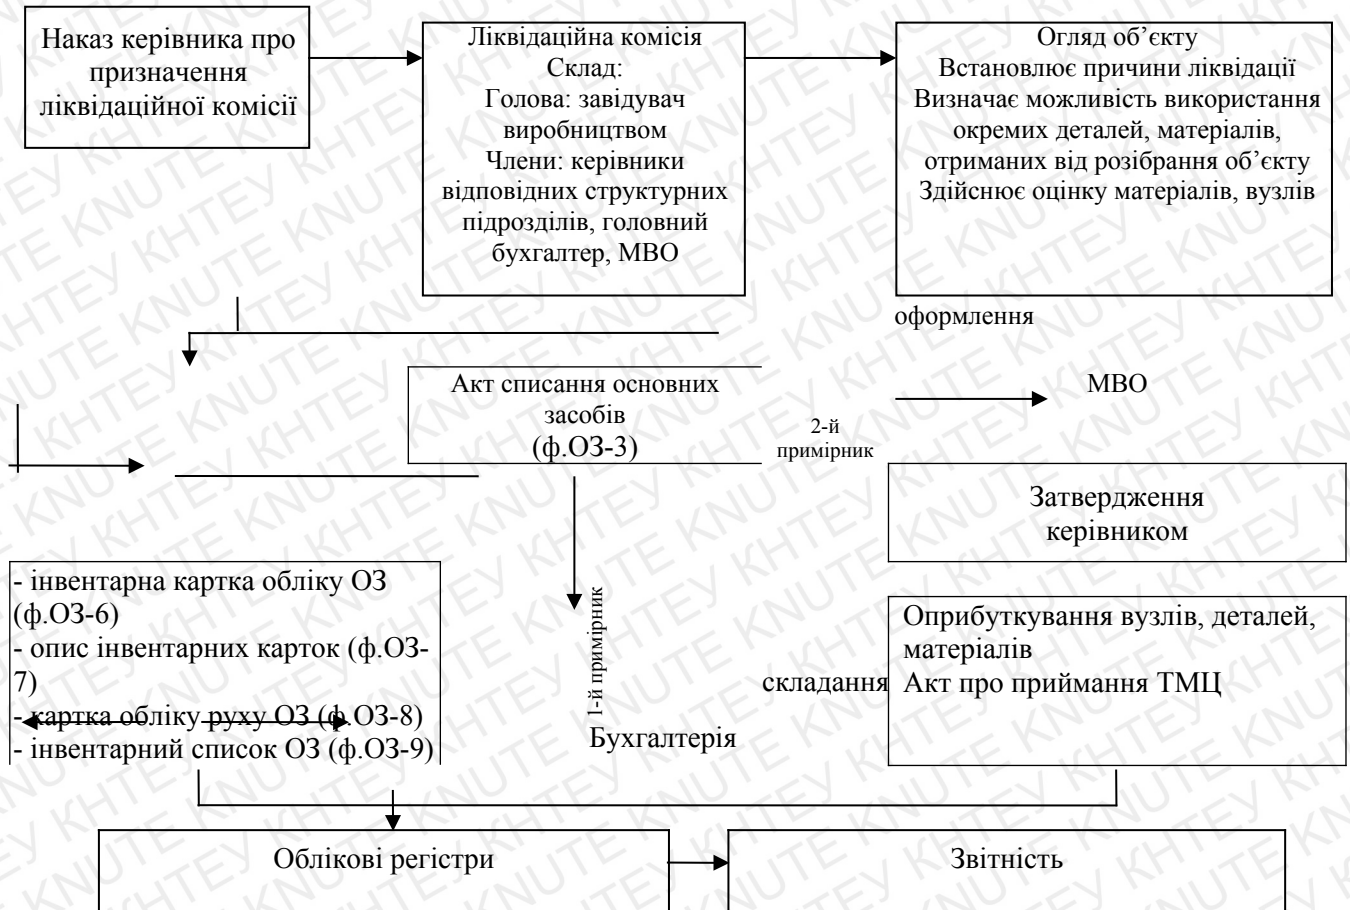 Наказ керівника про
призначення
ліквідаційної комісії
Ліквідаційна комісія
Склад:
Голова: завідувач
виробництвом
Члени: керівники
відповідних структурних
підрозділів, головний
бухгалтер, МВО
Огляд об’єкту
Встановлює причини ліквідації
Визначає можливість використання
окремих деталей, матеріалів,
отриманих від розібрання об’єкту
Здійснює оцінку матеріалів, вузлів
оформлення
Акт списання основних
засобів
(ф.ОЗ-3)
2-й
примірник
МВО
Затвердження
керівником
- інвентарна картка обліку ОЗ
(ф.ОЗ-6)
- опис інвентарних карток (ф.ОЗ-
7)
- картка обліку руху ОЗ (ф.ОЗ-8)
- інвентарний список ОЗ (ф.ОЗ-9)
1-й примірник
Бухгалтерія
складання
Оприбуткування вузлів, деталей,
матеріалів
Акт про приймання ТМЦ
Облікові регістри
Звітність